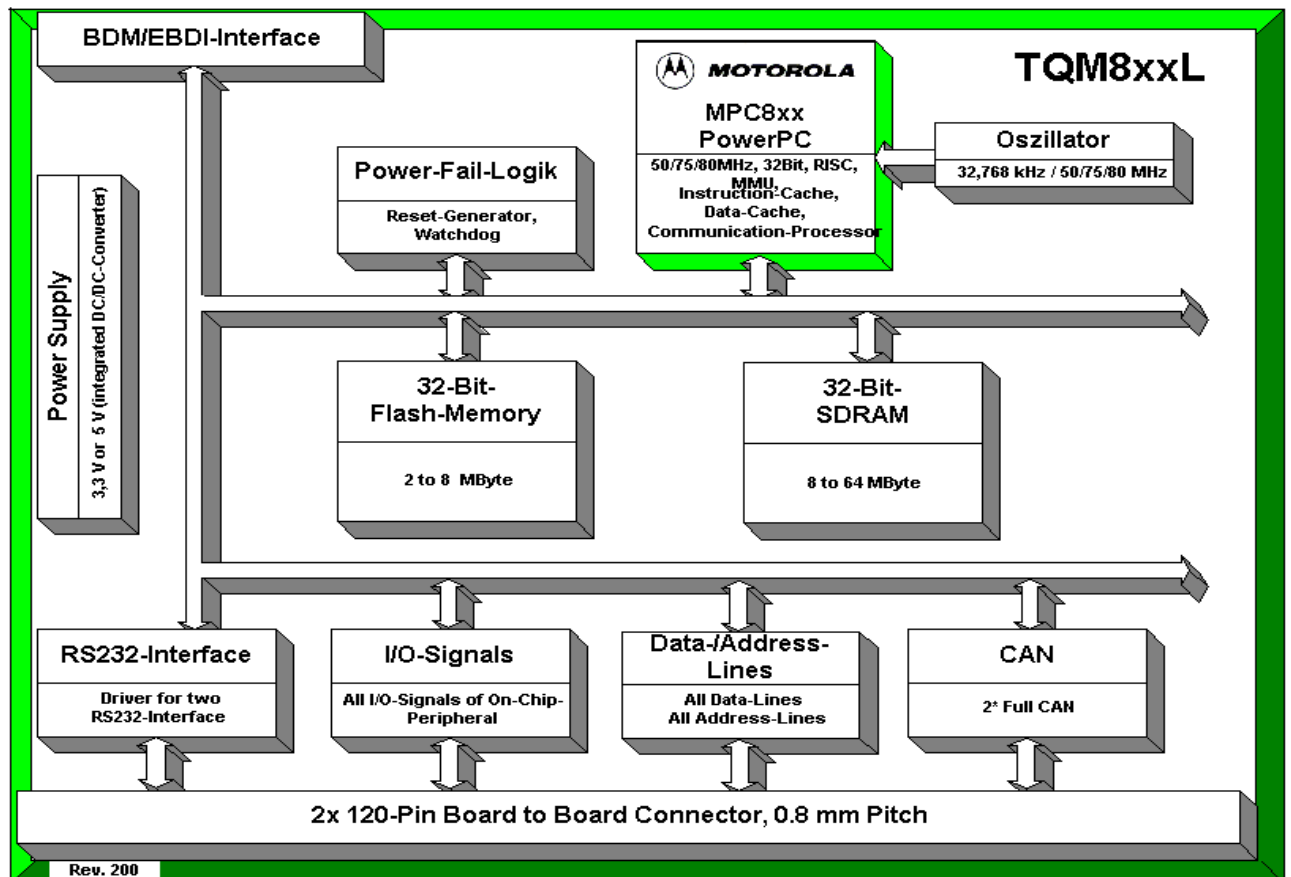 BDM/EBDI-Interface
MOTOROLA
MPC8xx
PowerPC
50/75/80MHz, 32Bit, RISC,
MMU,
Instruction-Cache,
Data-Cache,
Communication-Processor
TQM8xxL
Oszillator
32,768 kHz / 50/75/80 MHz
Power-Fail-Logik
Reset-Generator,
Watchdog
Power Supply
3,3 V or 5 V (integrated DC/DC-Converter)
32-Bit-
Flash-Memory
2 to 8 MByte
32-Bit-
SDRAM
8 to 64 MByte
RS232-Interface
Driver for two
RS232-Interface
I/O-Signals
All I/O-Signals of On-Chip-
Peripheral
Data-/Address-
Lines
All Data-Lines
All Address-Lines
CAN
2* Full CAN
2x 120-Pin Board to Board Connector, 0.8 mm Pitch
Rev. 200